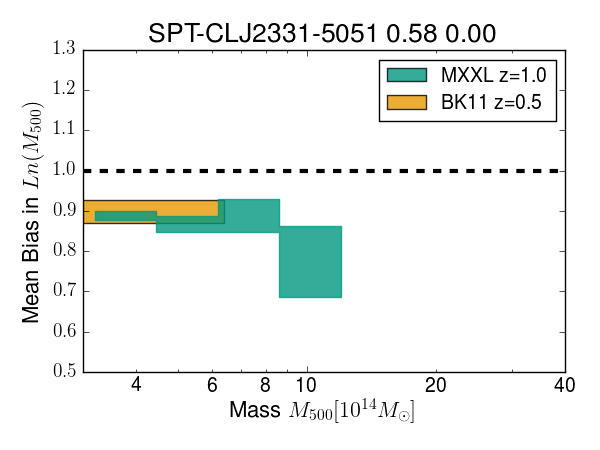 SPT-CLJ2331-5051 0.58 0.00
MXXL z=1.0
BK11 z=0.5
Mean Bias in Ln(M₅₀₀)
1.3
1.2
1.1
1.0
0.9
0.8
0.7
0.6
0.5
4 6 8 10 20 40
Mass M₅₀₀[10¹⁴M☉]